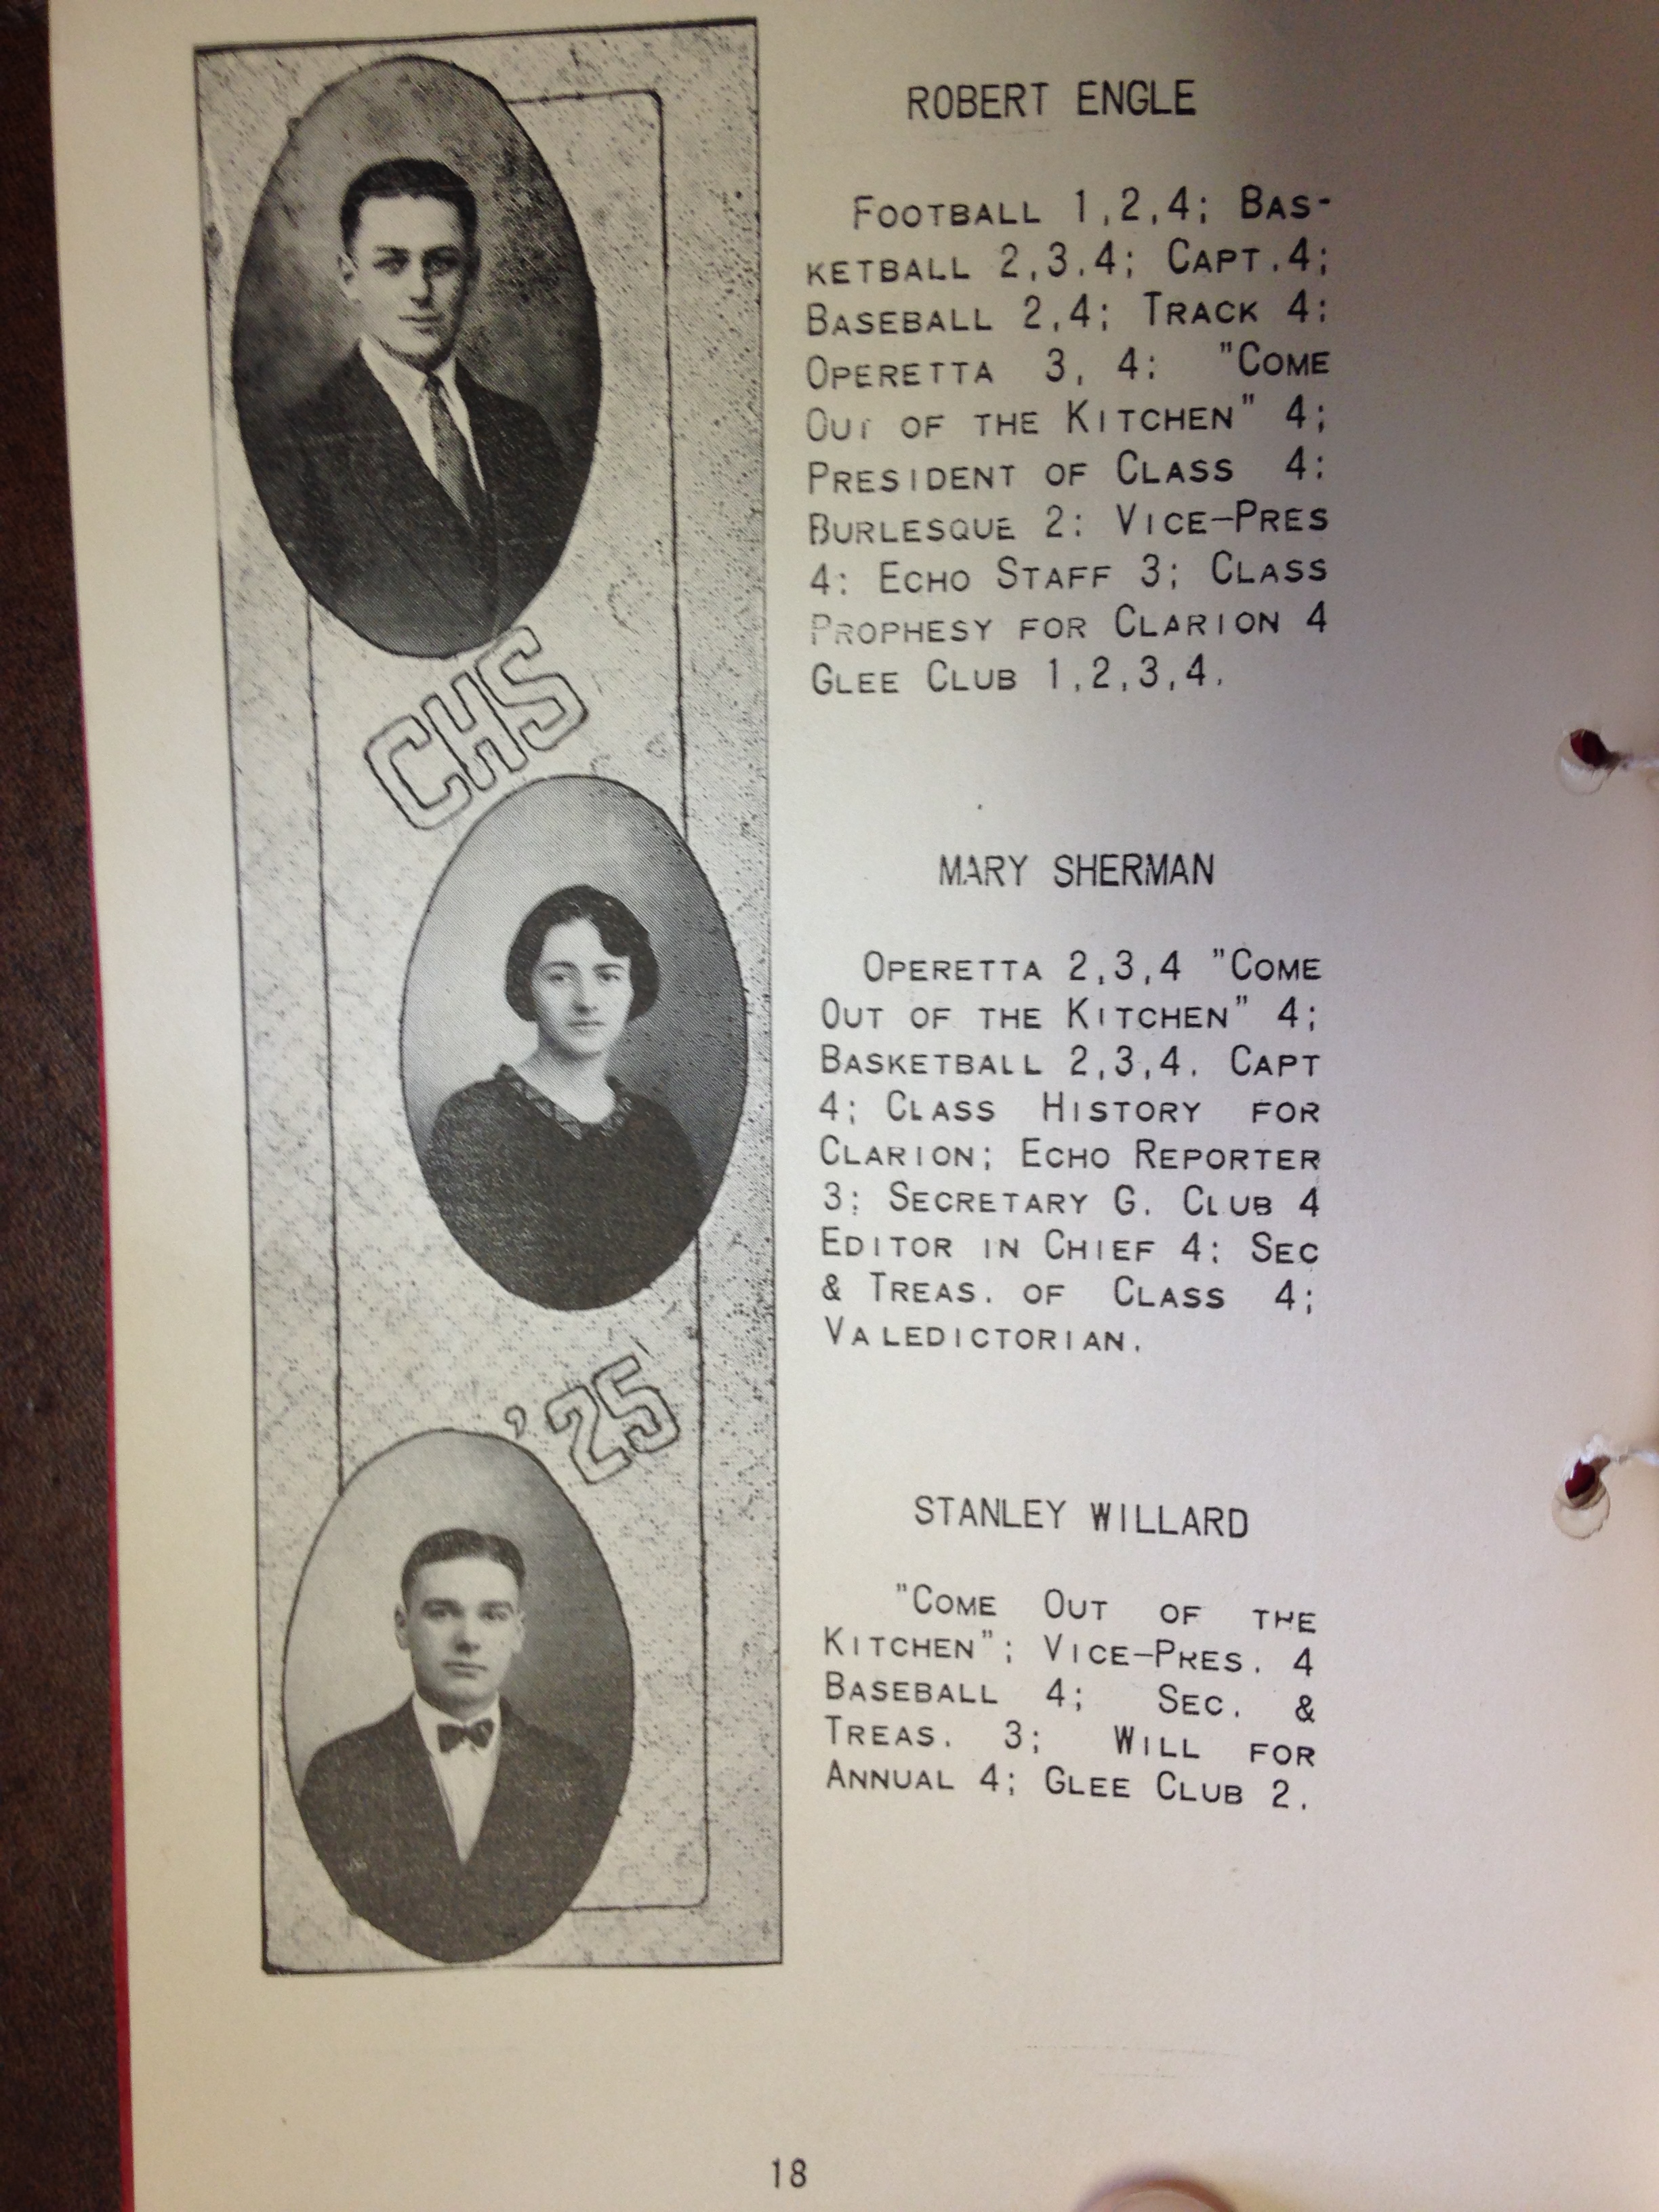 ROBERT ENGLE
FOOTBALL 1,2,4; BAS-
KETBALL 2,3,4; CAPT.4;
BASEBALL 2,4; TRACK 4;
OPERETTA 3, 4; "COME
OUT OF THE KITCHEN" 4;
PRESIDENT OF CLASS 4;
BURLESQUE 2; VICE-PRES
4; ECHO STAFF 3; CLASS
PROPHESY FOR CLARION 4
GLEE CLUB 1,2,3,4.
CHS
MARY SHERMAN
OPERETTA 2,3,4 "COME
OUT OF THE KITCHEN" 4;
BASKETBALL 2,3,4. CAPT
4; CLASS HISTORY FOR
CLARION; ECHO REPORTER
3; SECRETARY G. CLUB 4
EDITOR IN CHIEF 4; SEC
& TREAS. OF CLASS 4;
VALEDICTORIAN.
'25
STANLEY WILLARD
"COME OUT OF THE
KITCHEN"; VICE-PRES. 4
BASEBALL 4; SEC. &
TREAS. 3; WILL FOR
ANNUAL 4; GLEE CLUB 2.
18